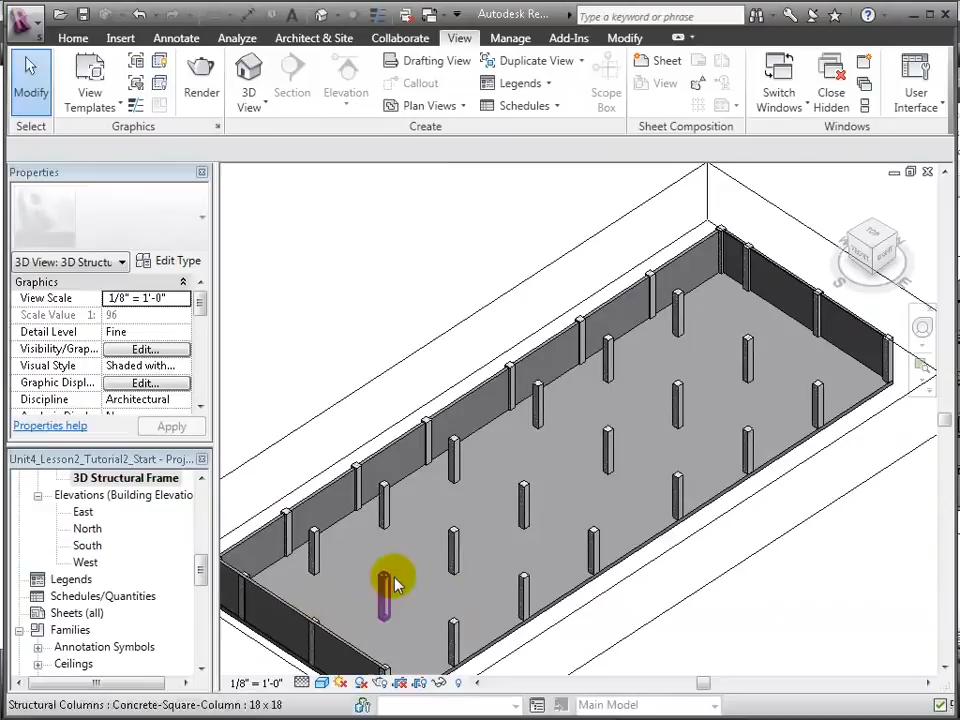 Autodesk Re...
Type a keyword or phrase
Home Insert Annotate Analyze Architect & Site Collaborate View Manage Add-Ins Modify
Modify
View Templates
Render
3D View
Section
Elevation
Drafting View
Callout
Plan Views
Duplicate View
Legends
Schedules
Scope Box
Sheet
View
Switch Windows
Close Hidden
User Interface
Select Graphics Create Sheet Composition Windows
Properties
3D View: 3D Structu
Edit Type
Graphics
View Scale 1/8" = 1'-0"
Scale Value 1: 96
Detail Level Fine
Visibility/Grap... Edit...
Visual Style Shaded with...
Graphic Displ... Edit...
Discipline Architectural
Properties help
Apply
Unit4_Lesson2_Tutorial2_Start - Proj...
3D Structural Frame
Elevations (Building Elevatio
East
North
South
West
Legends
Schedules/Quantities
Sheets (all)
Families
Annotation Symbols
Ceilings
TOP
1/8" = 1'-0"
Structural Columns : Concrete-Square-Column : 18 x 18
Main Model